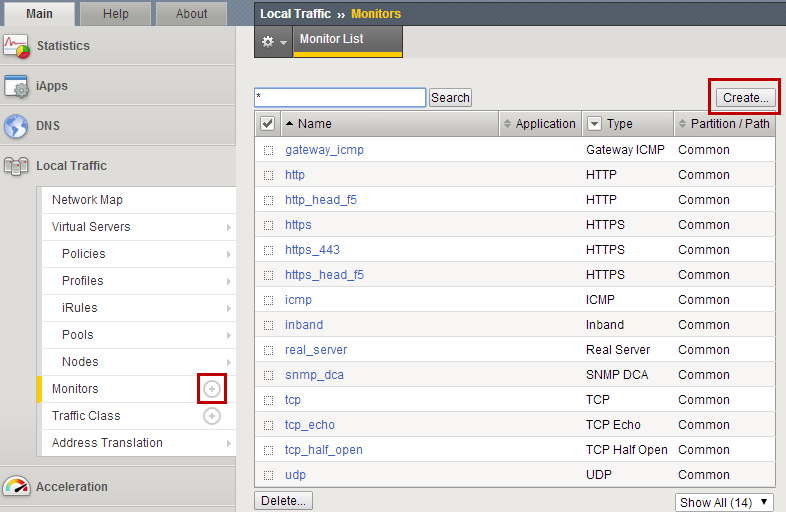 Main Help About
Statistics
iApps
DNS
Local Traffic
Network Map
Virtual Servers
Policies
Profiles
iRules
Pools
Nodes
Monitors
Traffic Class
Address Translation
Acceleration
Local Traffic ›› Monitors
Monitor List
* Search Create...
Name Application Type Partition / Path
gateway_icmp Gateway ICMP Common
http HTTP Common
http_head_f5 HTTP Common
https HTTPS Common
https_443 HTTPS Common
https_head_f5 HTTPS Common
icmp ICMP Common
inband Inband Common
real_server Real Server Common
snmp_dca SNMP DCA Common
tcp TCP Common
tcp_echo TCP Echo Common
tcp_half_open TCP Half Open Common
udp UDP Common
Delete... Show All (14)